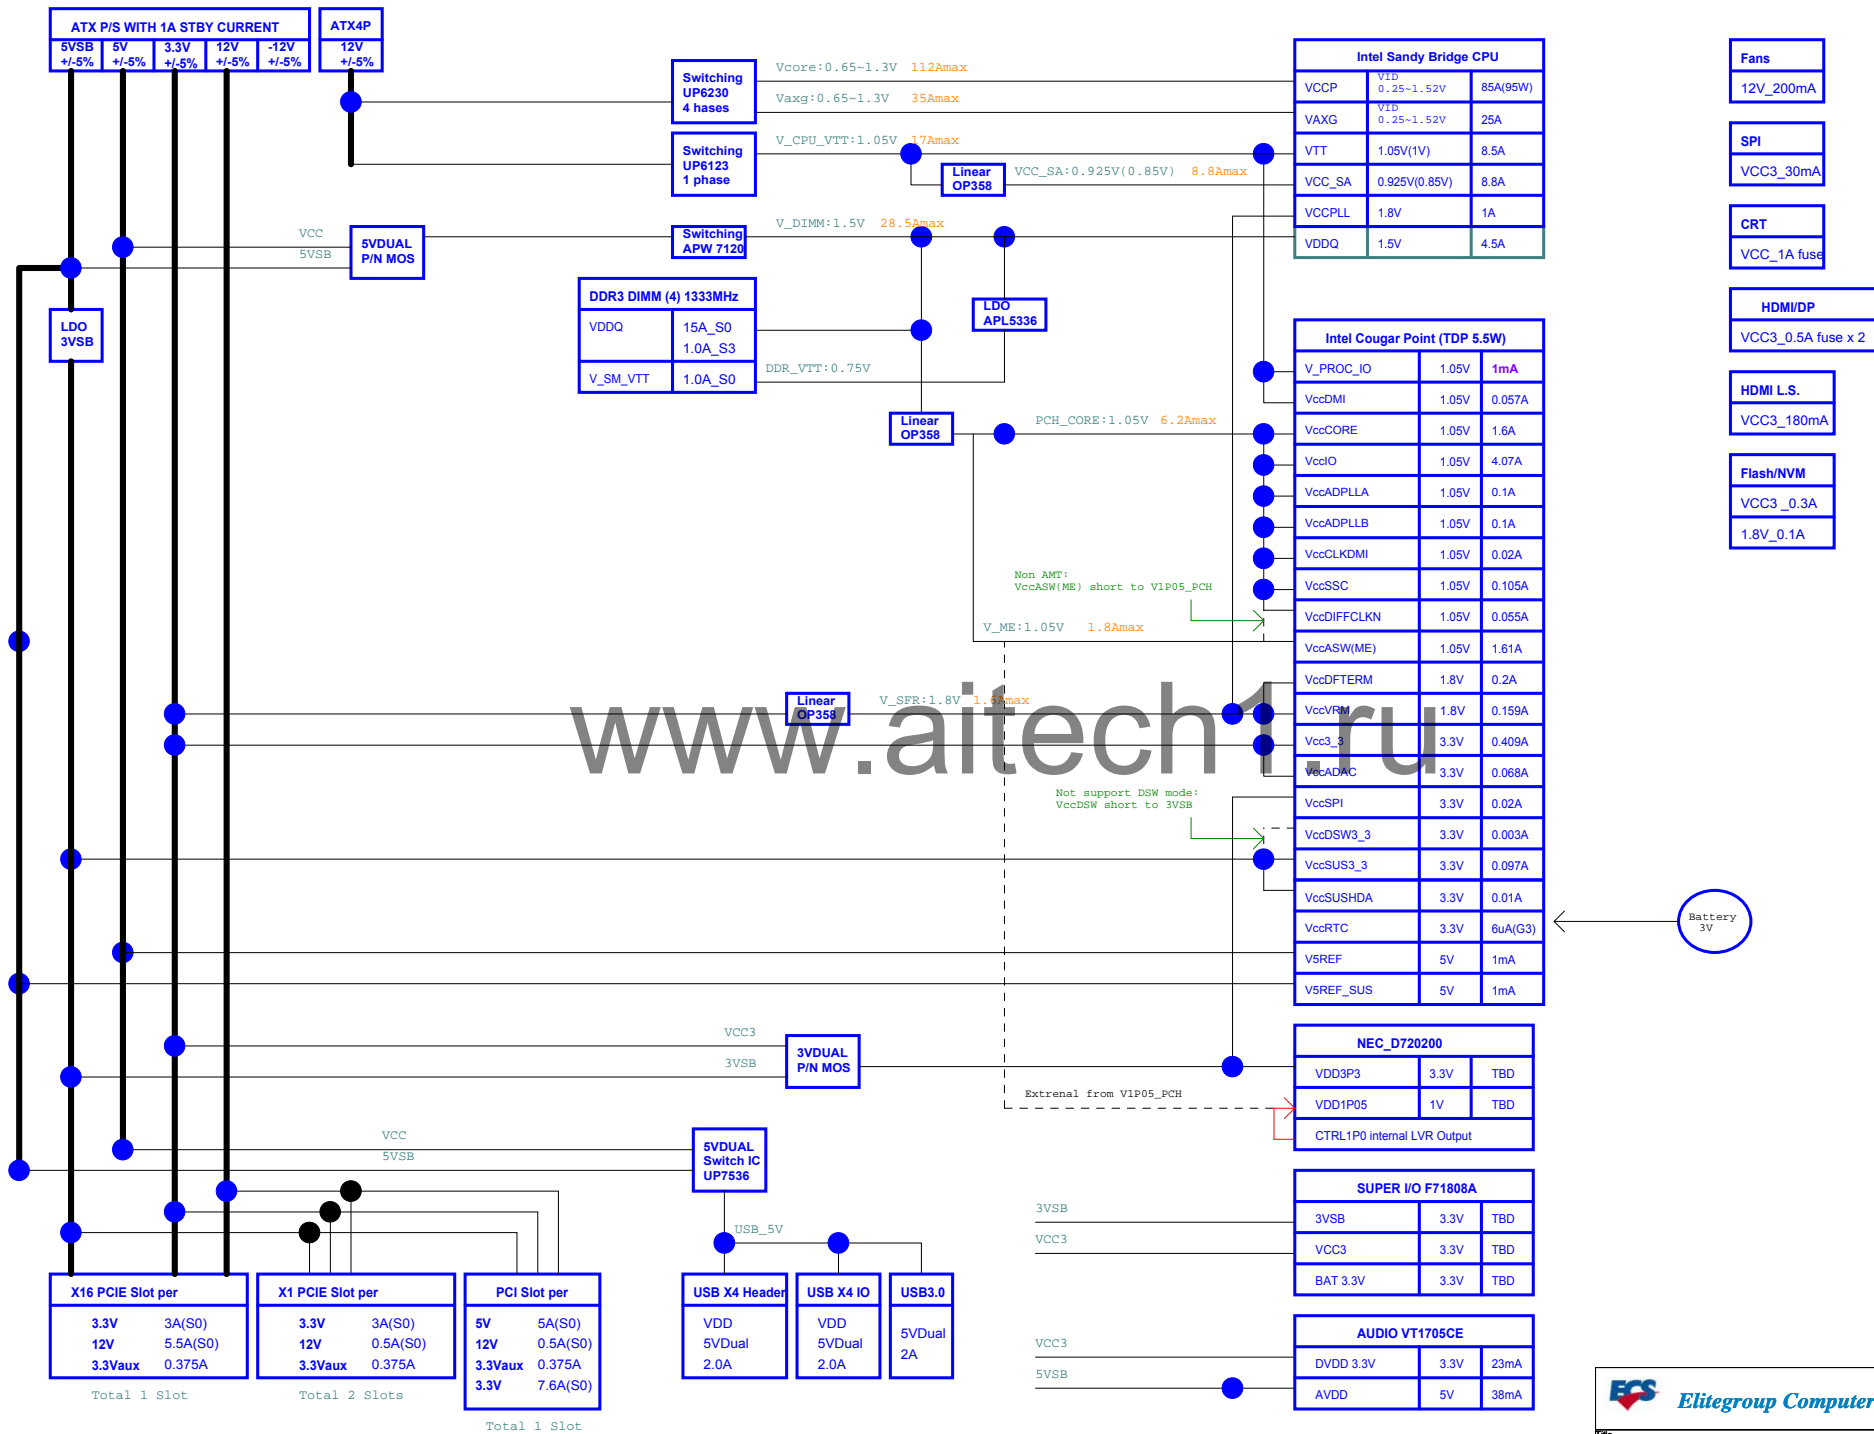 ATX P/S WITH 1A STBY CURRENT
5VSB +/-5%
5V +/-5%
3.3V +/-5%
12V +/-5%
-12V +/-5%
ATX4P
12V +/-5%
Switching
UP6230
4 hases
Vcore:0.65~1.3V 112Amax
Vaxg:0.65~1.3V 35Amax
Switching
UP6123
1 phase
V_CPU_VTT:1.05V 17Amax
Linear
OP358
VCC_SA:0.925V(0.85V) 8.8Amax
Intel Sandy Bridge CPU
VCCP VID 0.25~1.52V 85A(95W)
VAXG VID 0.25~1.52V 25A
VTT 1.05V(1V) 8.5A
VCC_SA 0.925V(0.85V) 8.8A
VCCPLL 1.8V 1A
VDDQ 1.5V 4.5A
Fans
12V_200mA
SPI
VCC3_30mA
CRT
VCC_1A fuse
HDMI/DP
VCC3_0.5A fuse x 2
HDMI L.S.
VCC3_180mA
Flash/NVM
VCC3 _0.3A
1.8V_0.1A
VCC
5VSB
5VDUAL
P/N MOS
Switching
APW 7120
V_DIMM:1.5V 28.5Amax
LDO
3VSB
DDR3 DIMM (4) 1333MHz
VDDQ 15A_S0
1.0A_S3
V_SM_VTT 1.0A_S0
LDO
APL5336
DDR_VTT:0.75V
Linear
OP358
PCH_CORE:1.05V 6.2Amax
Intel Cougar Point (TDP 5.5W)
V_PROC_IO 1.05V 1mA
VccDMI 1.05V 0.057A
VccCORE 1.05V 1.6A
VccIO 1.05V 4.07A
VccADPLLA 1.05V 0.1A
VccADPLLB 1.05V 0.1A
VccCLKDMI 1.05V 0.02A
VccSSC 1.05V 0.105A
VccDIFFCLKN 1.05V 0.055A
VccASW(ME) 1.05V 1.61A
VccDFTERM 1.8V 0.2A
VccVRM 1.8V 0.159A
Vcc3_3 3.3V 0.409A
VccADAC 3.3V 0.068A
VccSPI 3.3V 0.02A
VccDSW3_3 3.3V 0.003A
VccSUS3_3 3.3V 0.097A
VccSUSHDA 3.3V 0.01A
VccRTC 3.3V 6uA(G3)
V5REF 5V 1mA
V5REF_SUS 5V 1mA
Non AMT:
VccASW(ME) short to V1P05_PCH
V_ME:1.05V 1.8Amax
Linear
OP358
V_SFR:1.8V 1.6Amax
www.aitech1.ru
Not support DSW mode:
VccDSW short to 3VSB
Battery
3V
VCC3
3VSB
3VDUAL
P/N MOS
Extrenal from V1P05_PCH
NEC_D720200
VDD3P3 3.3V TBD
VDD1P05 1V TBD
CTRL1P0 internal LVR Output
VCC
5VSB
5VDUAL
Switch IC
UP7536
USB_5V
3VSB
VCC3
SUPER I/O F71808A
3VSB 3.3V TBD
VCC3 3.3V TBD
BAT 3.3V 3.3V TBD
X16 PCIE Slot per
3.3V 3A(S0)
12V 5.5A(S0)
3.3Vaux 0.375A
Total 1 Slot
X1 PCIE Slot per
3.3V 3A(S0)
12V 0.5A(S0)
3.3Vaux 0.375A
Total 2 Slots
PCI Slot per
5V 5A(S0)
12V 0.5A(S0)
3.3Vaux 0.375A
3.3V 7.6A(S0)
Total 1 Slot
USB X4 Header
VDD
5VDual
2.0A
USB X4 IO
VDD
5VDual
2.0A
USB3.0
5VDual
2A
VCC3
5VSB
AUDIO VT1705CE
DVDD 3.3V 3.3V 23mA
AVDD 5V 38mA
ECS
Elitegroup Computer